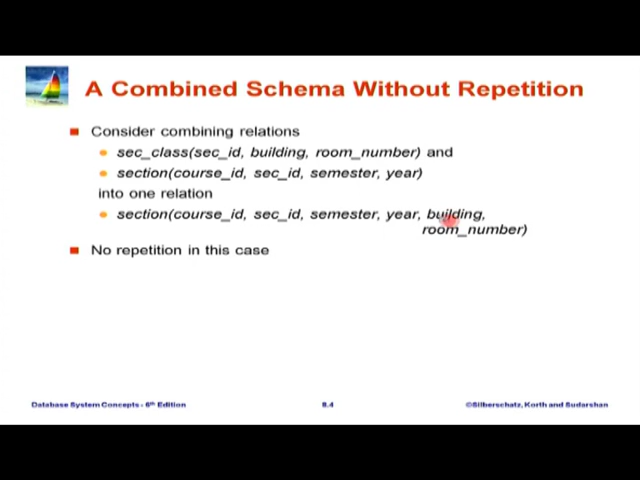 A Combined Schema Without Repetition
Consider combining relations
sec_class(sec_id, building, room_number) and
section(course_id, sec_id, semester, year)
into one relation
section(course_id, sec_id, semester, year, building,
room_number)
No repetition in this case
Database System Concepts - 6th Edition
8.4
©Silberschatz, Korth and Sudarshan